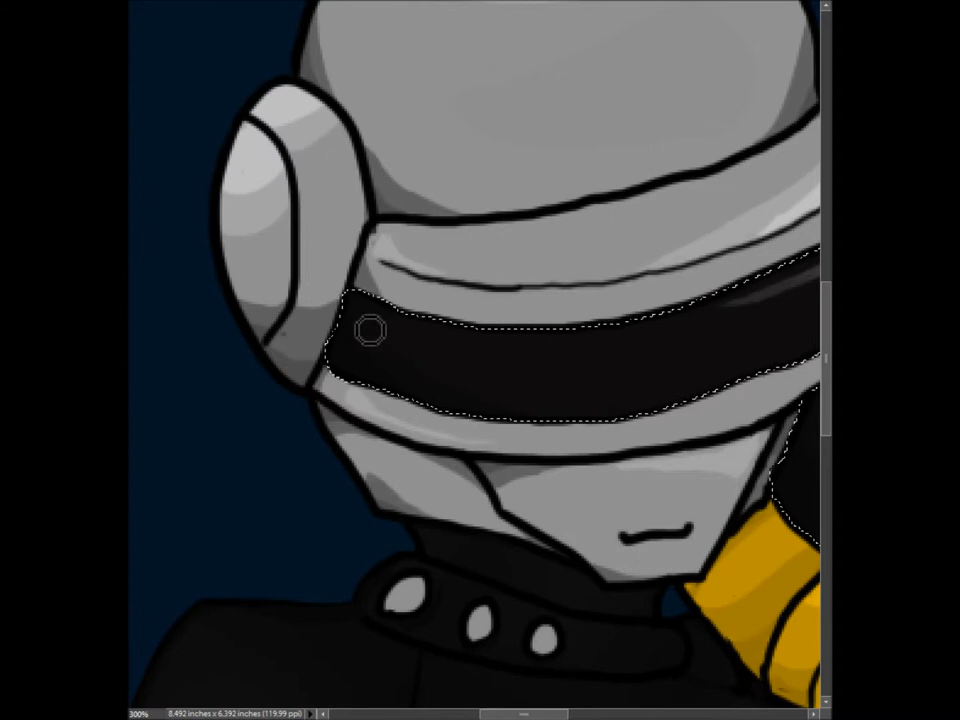 300% 8.492 inches x 6.392 inches (119.99 ppi)